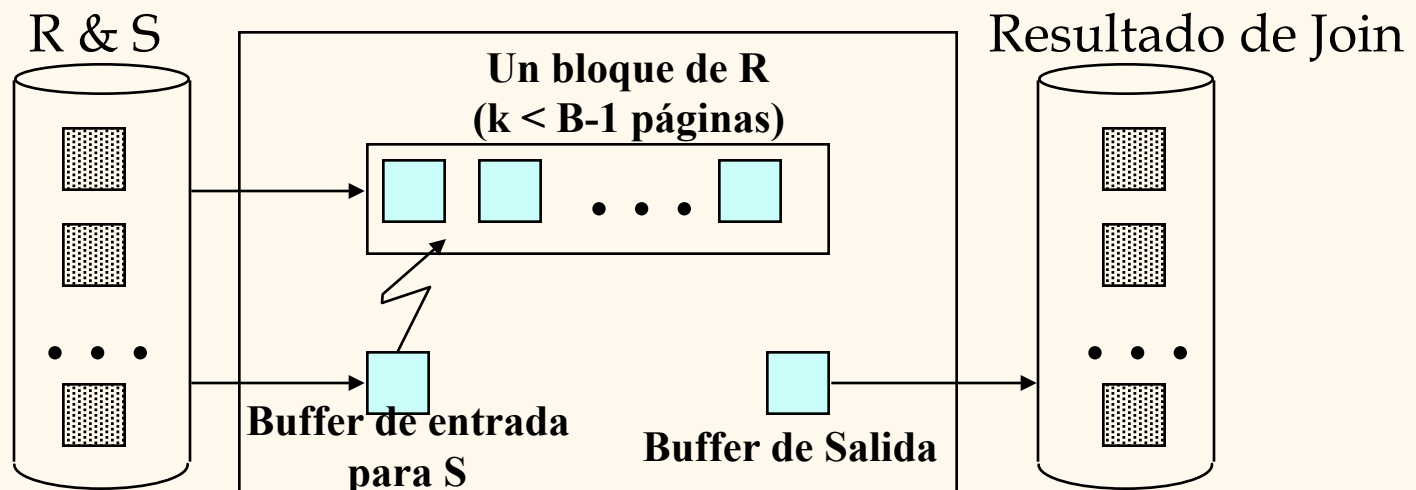 R & S
Un bloque de R
(k < B-1 páginas)
Resultado de Join
Buffer de entrada
para S
Buffer de Salida